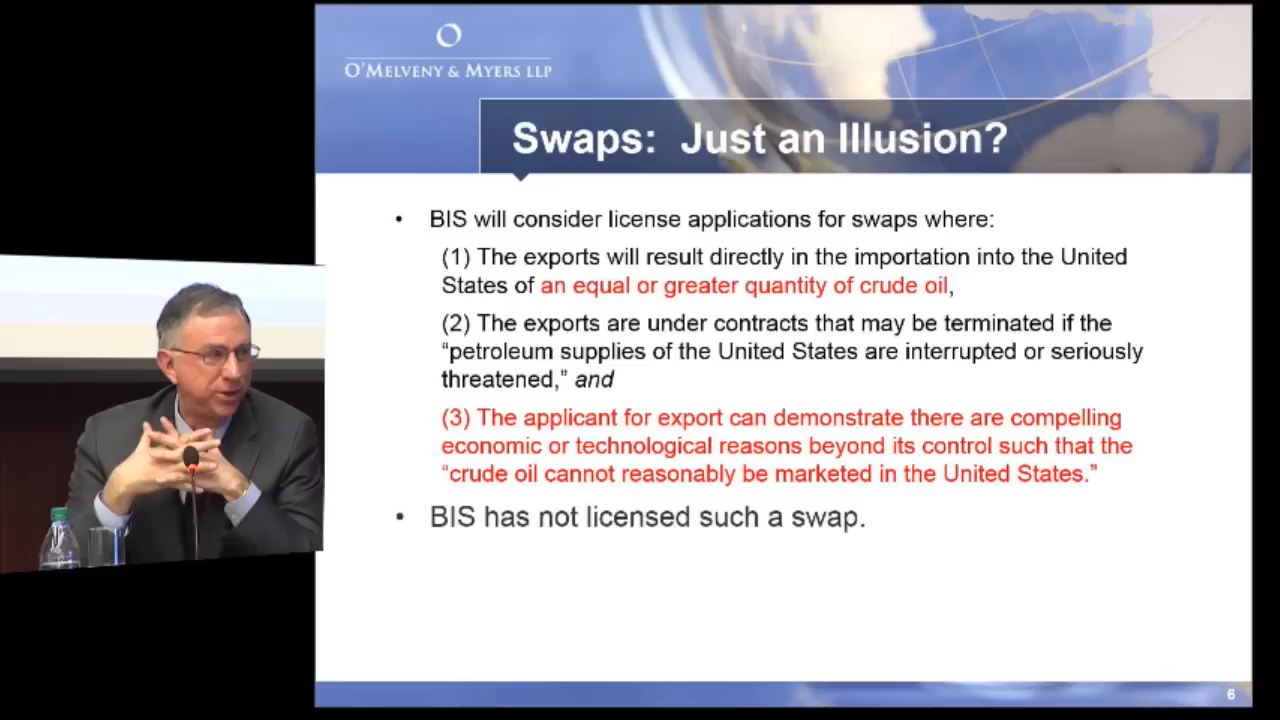 O'MELVENY & MYERS LLP
Swaps: Just an Illusion?
• BIS will consider license applications for swaps where:
(1) The exports will result directly in the importation into the United
States of an equal or greater quantity of crude oil,
(2) The exports are under contracts that may be terminated if the
“petroleum supplies of the United States are interrupted or seriously
threatened,” and
(3) The applicant for export can demonstrate there are compelling
economic or technological reasons beyond its control such that the
“crude oil cannot reasonably be marketed in the United States.”
• BIS has not licensed such a swap.
6